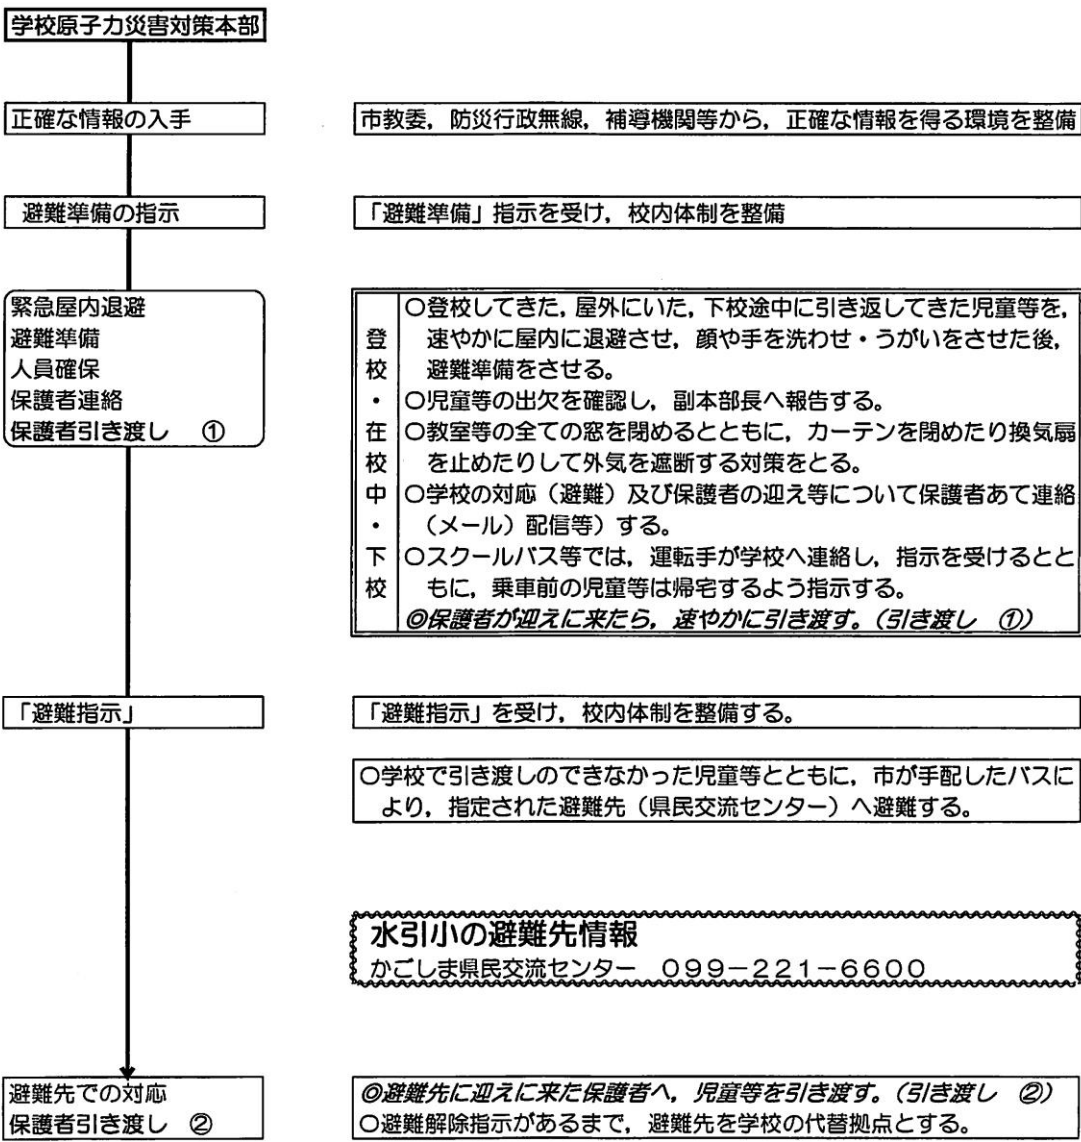 学校原子力災害対策本部
正確な情報の入手
市教委，防災行政無線，補導機関等から，正確な情報を得る環境を整備
避難準備の指示
「避難準備」指示を受け，校内体制を整備
緊急屋内退避
避難準備
人員確保
保護者連絡
保護者引き渡し　①
登校・在校中・下校
○登校してきた，屋外にいた，下校途中に引き返してきた児童等を，
速やかに屋内に退避させ，顔や手を洗わせ・うがいをさせた後，
避難準備をさせる。
○児童等の出欠を確認し，副本部長へ報告する。
○教室等の全ての窓を閉めるとともに，カーテンを閉めたり換気扇
を止めたりして外気を遮断する対策をとる。
○学校の対応（避難）及び保護者の迎え等について保護者あて連絡
（メール）配信等）する。
○スクールバス等では，運転手が学校へ連絡し，指示を受けるとと
もに，乗車前の児童等は帰宅するよう指示する。
◎保護者が迎えに来たら，速やかに引き渡す。（引き渡し　①）
「避難指示」
「避難指示」を受け，校内体制を整備する。
○学校で引き渡しのできなかった児童等とともに，市が手配したバスに
より，指定された避難先（県民交流センター）へ避難する。
水引小の避難先情報
かごしま県民交流センター　０９９－２２１－６６００
避難先での対応
保護者引き渡し　②
◎避難先に迎えに来た保護者へ，児童等を引き渡す。（引き渡し　②）
○避難解除指示があるまで，避難先を学校の代替拠点とする。